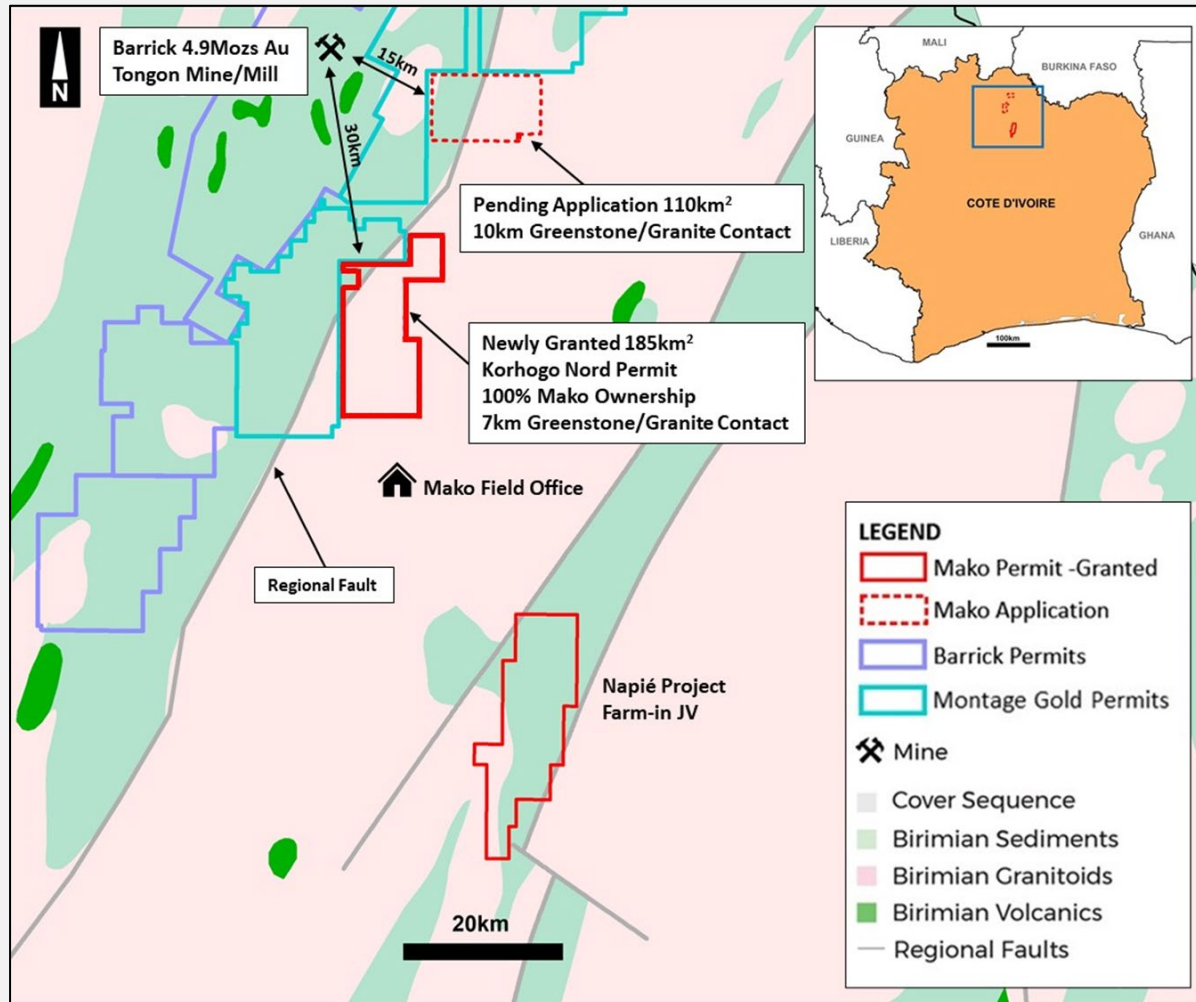 N
Barrick 4.9Mozs Au
Tongon Mine/Mill
15km
30km
Pending Application 110km²
10km Greenstone/Granite Contact
Newly Granted 185km²
Korhogo Nord Permit
100% Mako Ownership
7km Greenstone/Granite Contact
Mako Field Office
Regional Fault
Napié Project
Farm-in JV
20km
MALI
BURKINA FASO
GUINEA
COTE D'IVOIRE
LIBERIA
GHANA
100km
LEGEND
Mako Permit -Granted
Mako Application
Barrick Permits
Montage Gold Permits
Mine
Cover Sequence
Birimian Sediments
Birimian Granitoids
Birimian Volcanics
Regional Faults